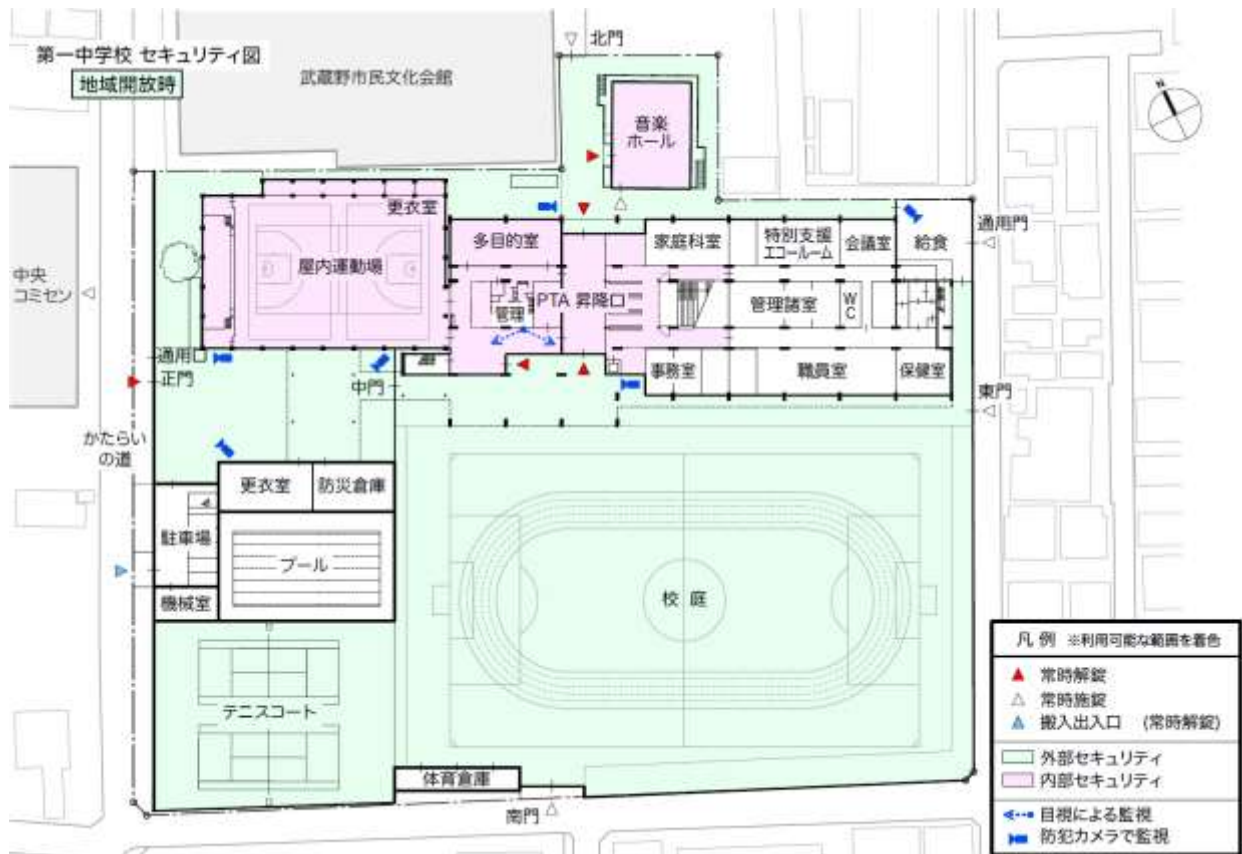 第一中学校 セキュリティ図
地域開放時
北門
武蔵野市民文化会館
N
音楽
ホール
更衣室
多目的室
家庭科室
特別支援
エコールーム
会議室
給食
通用門
屋内運動場
中央
コミセン
管理
PTA 昇降口
管理諸室
WC
通用口
正門
中門
事務室
職員室
保健室
東門
かたらい
の道
更衣室
防災倉庫
駐車場
プール
機械室
校庭
テニスコート
体育倉庫
南門
凡例 ※利用可能な範囲を着色
常時解錠
常時施錠
搬入出入口 (常時解錠)
外部セキュリティ
内部セキュリティ
目視による監視
防犯カメラで監視